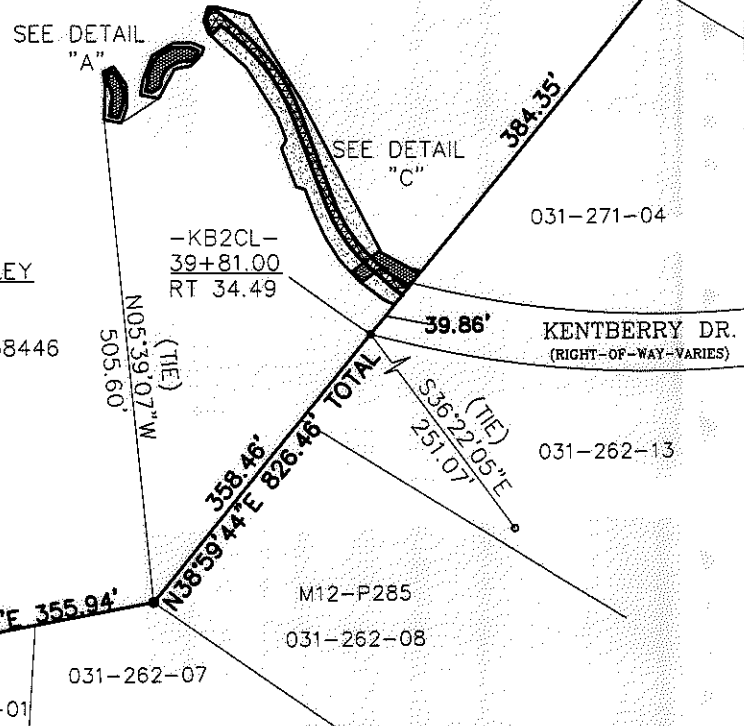 SEE DETAIL
"A"
SEE DETAIL
"C"
384.35'
031-271-04
-KB2CL-
39+81.00
RT 34.49
EY
8446
N05°39'07"W
505.60'
(TIE)
39.86'
KENTBERRY DR.
(RIGHT-OF-WAY-VARIES)
(TIE)
S36°22'05"E
251.07'
031-262-13
358.46'
N38°59'44"E 826.46' TOTAL
M12-P285
031-262-08
"E 355.94'
031-262-07
-01